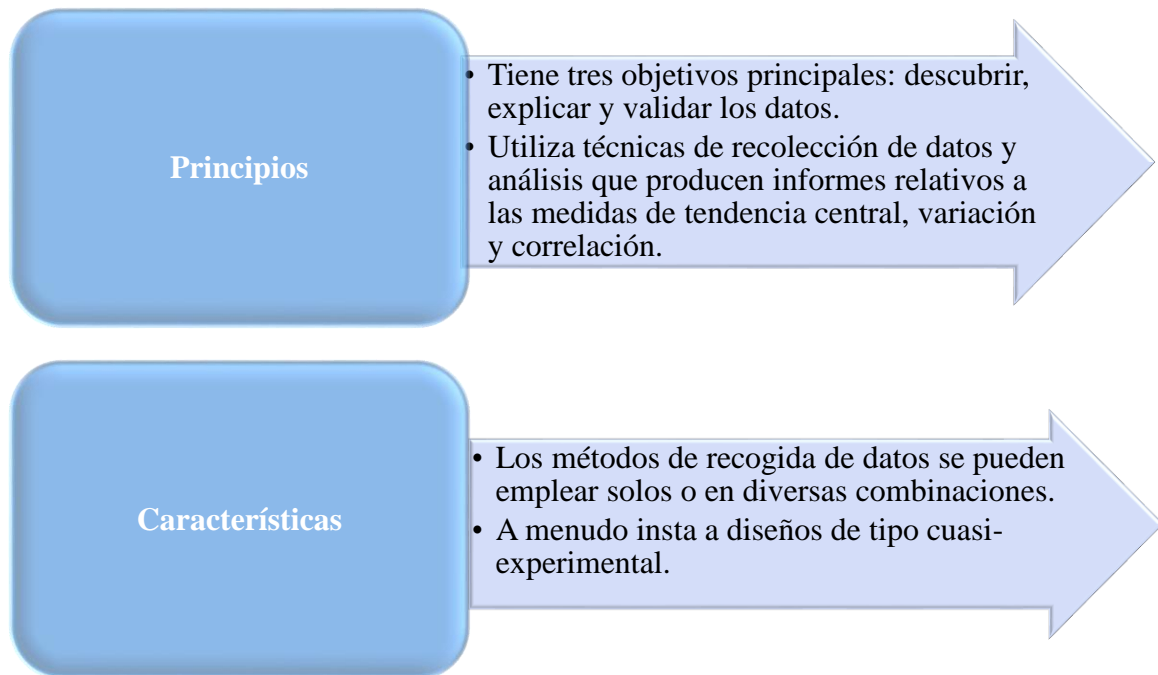 Principios
• Tiene tres objetivos principales: descubrir,
explicar y validar los datos.
• Utiliza técnicas de recolección de datos y
análisis que producen informes relativos a
las medidas de tendencia central, variación
y correlación.
Características
• Los métodos de recogida de datos se pueden
emplear solos o en diversas combinaciones.
• A menudo insta a diseños de tipo cuasi-
experimental.